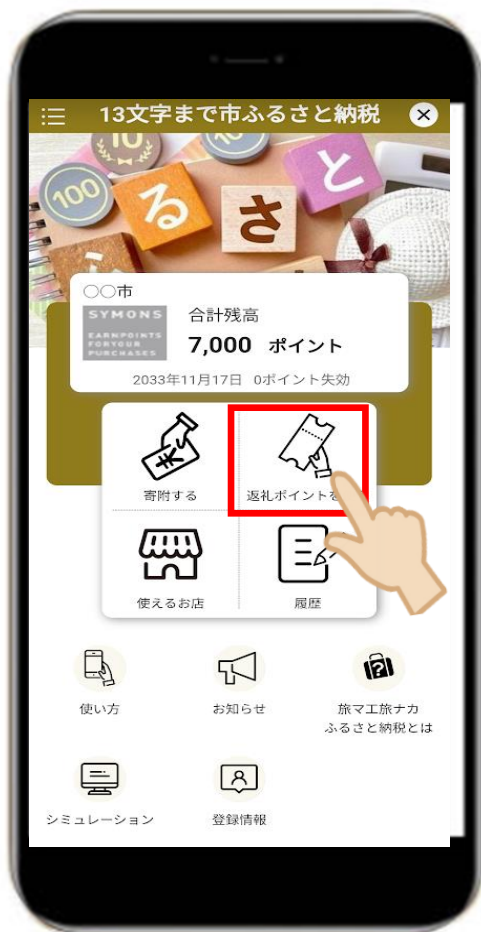 13文字まで市ふるさと納税
100
10
る
さ
と
〇〇市
SYMONS
EARNPOINTS
FORYOUR
PURCHASES
合計残高
7,000 ポイント
2033年11月17日 0ポイント失効
寄附する
返礼ポイントを
使えるお店
履歴
使い方
お知らせ
旅マエ旅ナカ
ふるさと納税とは
シミュレーション
登録情報